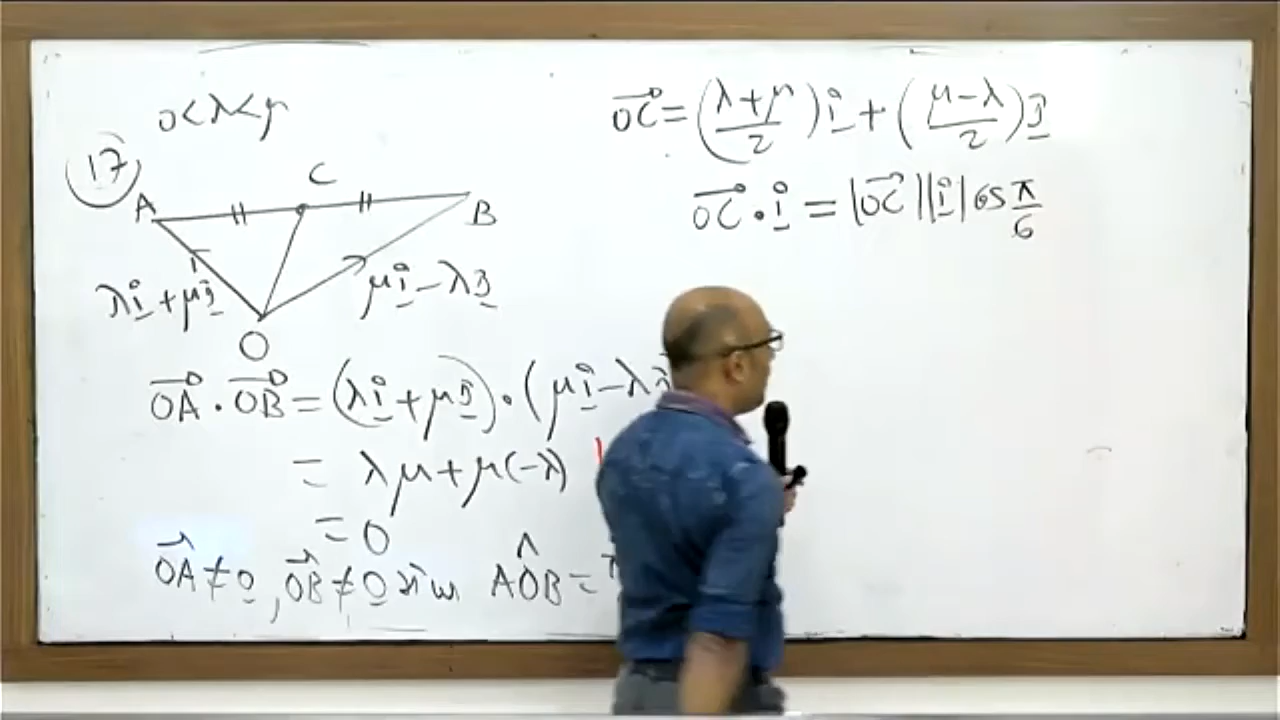 0<λ<μ
(17)
A
C
B
λi̲+μj̲
μi̲-λj̲
O
OA⃗ · OB⃗ = (λi̲+μj̲)·(μi̲-λj̲
= λμ+μ(-λ)
= 0
OA⃗ ≠ 0̲, OB⃗ ≠ 0̲ AÔB =
OC⃗ = (λ+μ/2)i̲ + (μ-λ/2)j̲
OC⃗ · i̲ = |OC⃗||i̲| cos π/6